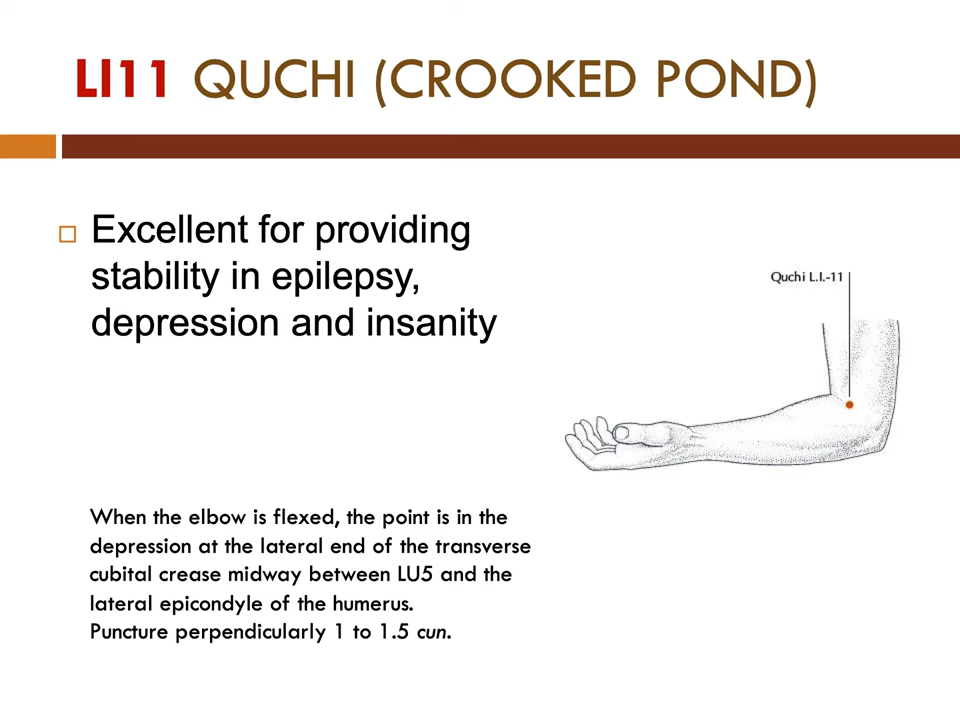 LI11 QUCHI (CROOKED POND)
Excellent for providing
stability in epilepsy,
depression and insanity
Quchi L.I.-11
When the elbow is flexed, the point is in the
depression at the lateral end of the transverse
cubital crease midway between LU5 and the
lateral epicondyle of the humerus.
Puncture perpendicularly 1 to 1.5 cun.